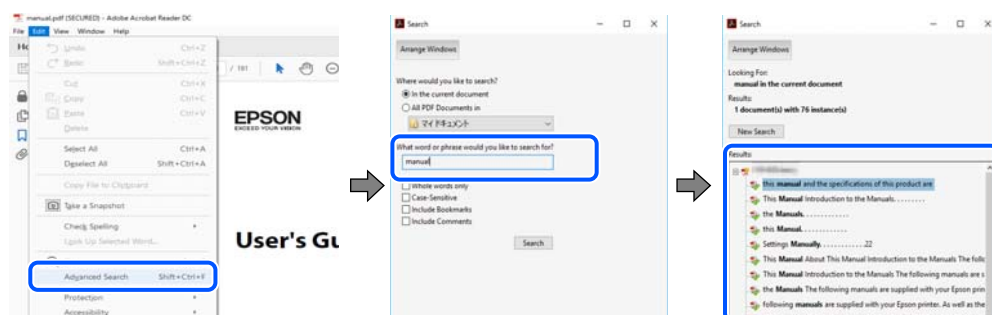 manual.pdf (SECURED) - Adobe Acrobat Reader DC
File Edit View Window Help
Undo Ctrl+Z
Redo Shift+Ctrl+Z
Cut Ctrl+X
Copy Ctrl+C
Paste Ctrl+V
Delete
Select All Ctrl+A
Deselect All Shift+Ctrl+A
Copy File to Clipboard
Take a Snapshot
Check Spelling
Look Up Selected Word...
Advanced Search Shift+Ctrl+F
Protection
Accessibility
/ 181
EPSON
EXCEED YOUR VISION
User's Gu
Search
Arrange Windows
Where would you like to search?
In the current document
All PDF Documents in
マイ ドキュメント
What word or phrase would you like to search for?
manual
Whole words only
Case-Sensitive
Include Bookmarks
Include Comments
Search
Search
Arrange Windows
Looking For:
manual in the current document
Results:
1 document(s) with 76 instance(s)
New Search
Results:
this manual and the specifications of this product are
This Manual Introduction to the Manuals. . . . . . . .
the Manuals. . . . . . . . . . . .
this Manual. . . . . . . . . . . .
Settings Manually. . . . . . . . . . . .22
This Manual About This Manual Introduction to the Manuals The follo
This Manual Introduction to the Manuals The following manuals are s
the Manuals The following manuals are supplied with your Epson prin
following manuals are supplied with your Epson printer. As well as the